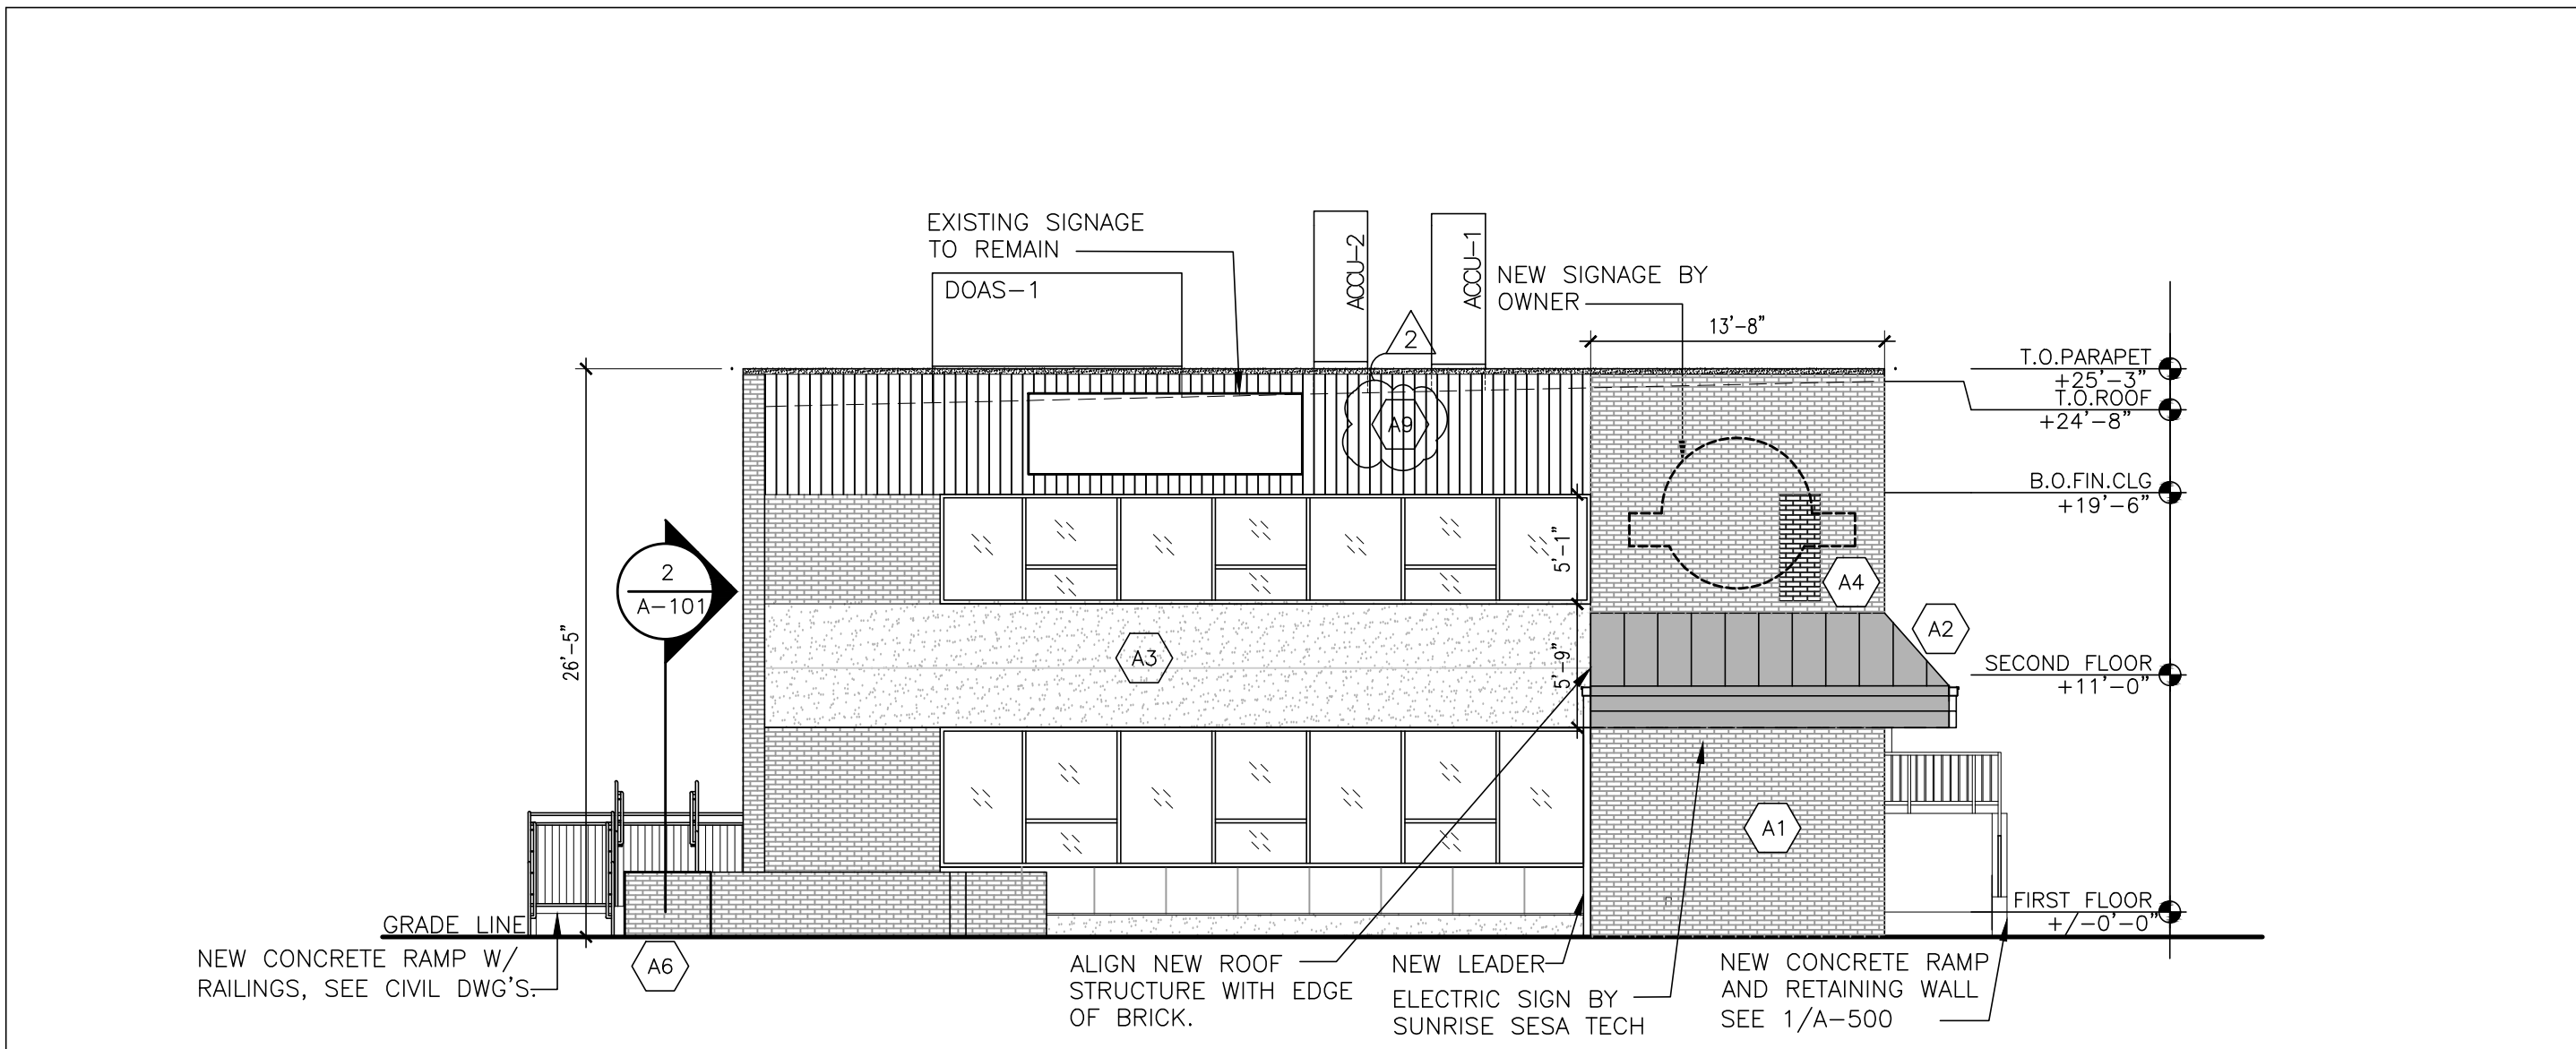 EXISTING SIGNAGE
TO REMAIN
DOAS-1
ACCU-2
ACCU-1
2
NEW SIGNAGE BY
OWNER
13'-8"
T.O.PARAPET
+25'-3"
T.O.ROOF
+24'-8"
B.O.FIN.CLG
+19'-6"
SECOND FLOOR
+11'-0"
FIRST FLOOR
+/-0'-0"
A9
2
A-101
26'-5"
5'-1"
5'-9"
A4
A2
A3
A1
A6
GRADE LINE
NEW CONCRETE RAMP W/
RAILINGS, SEE CIVIL DWG'S.
ALIGN NEW ROOF
STRUCTURE WITH EDGE
OF BRICK.
NEW LEADER
ELECTRIC SIGN BY
SUNRISE SESA TECH
NEW CONCRETE RAMP
AND RETAINING WALL
SEE 1/A-500